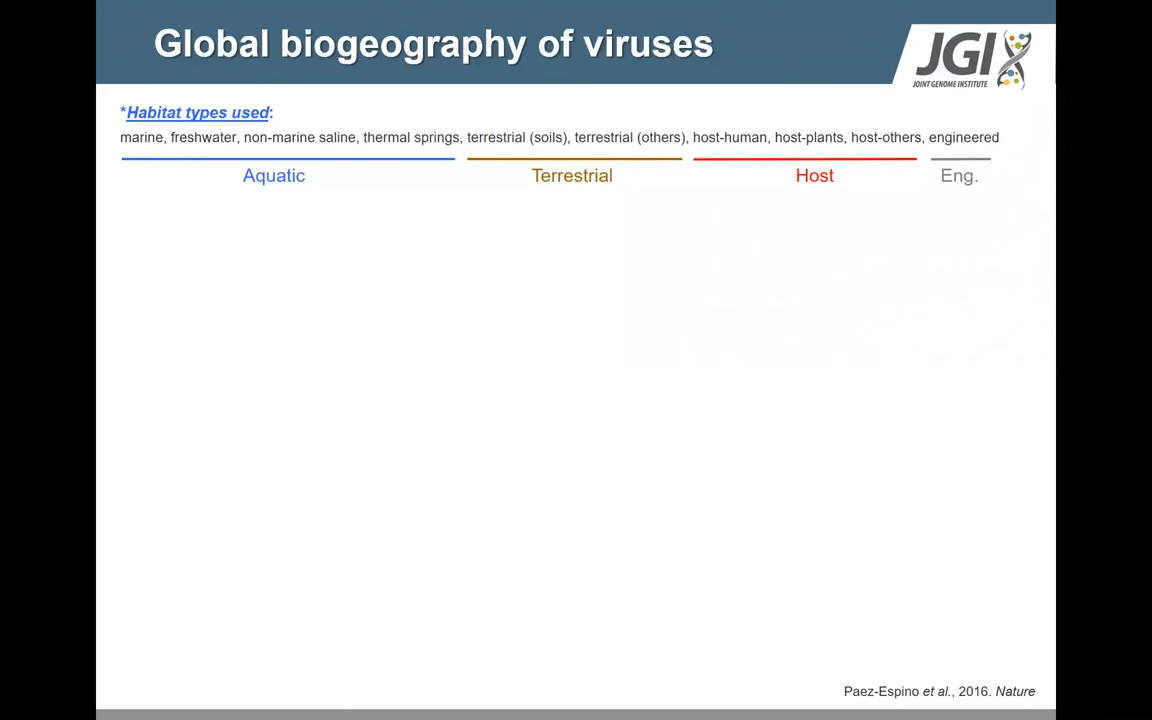 Global biogeography of viruses
JGI
JOINT GENOME INSTITUTE
*Habitat types used:
marine, freshwater, non-marine saline, thermal springs, terrestrial (soils), terrestrial (others), host-human, host-plants, host-others, engineered
Aquatic Terrestrial Host Eng.
Paez-Espino et al., 2016. Nature